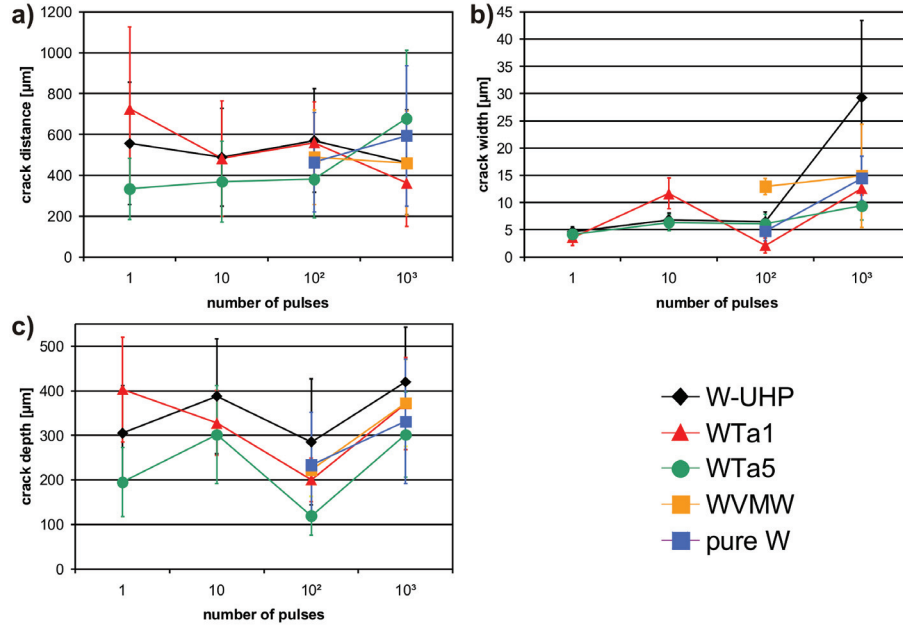 a)
crack distance [µm]
1200
1000
800
600
400
200
0
1
10
10²
10³
number of pulses
b)
crack width [µm]
45
40
35
30
25
20
15
10
5
0
1
10
10²
10³
number of pulses
c)
crack depth [µm]
500
400
300
200
100
0
1
10
10²
10³
number of pulses
W-UHP
WTa1
WTa5
WVMW
pure W